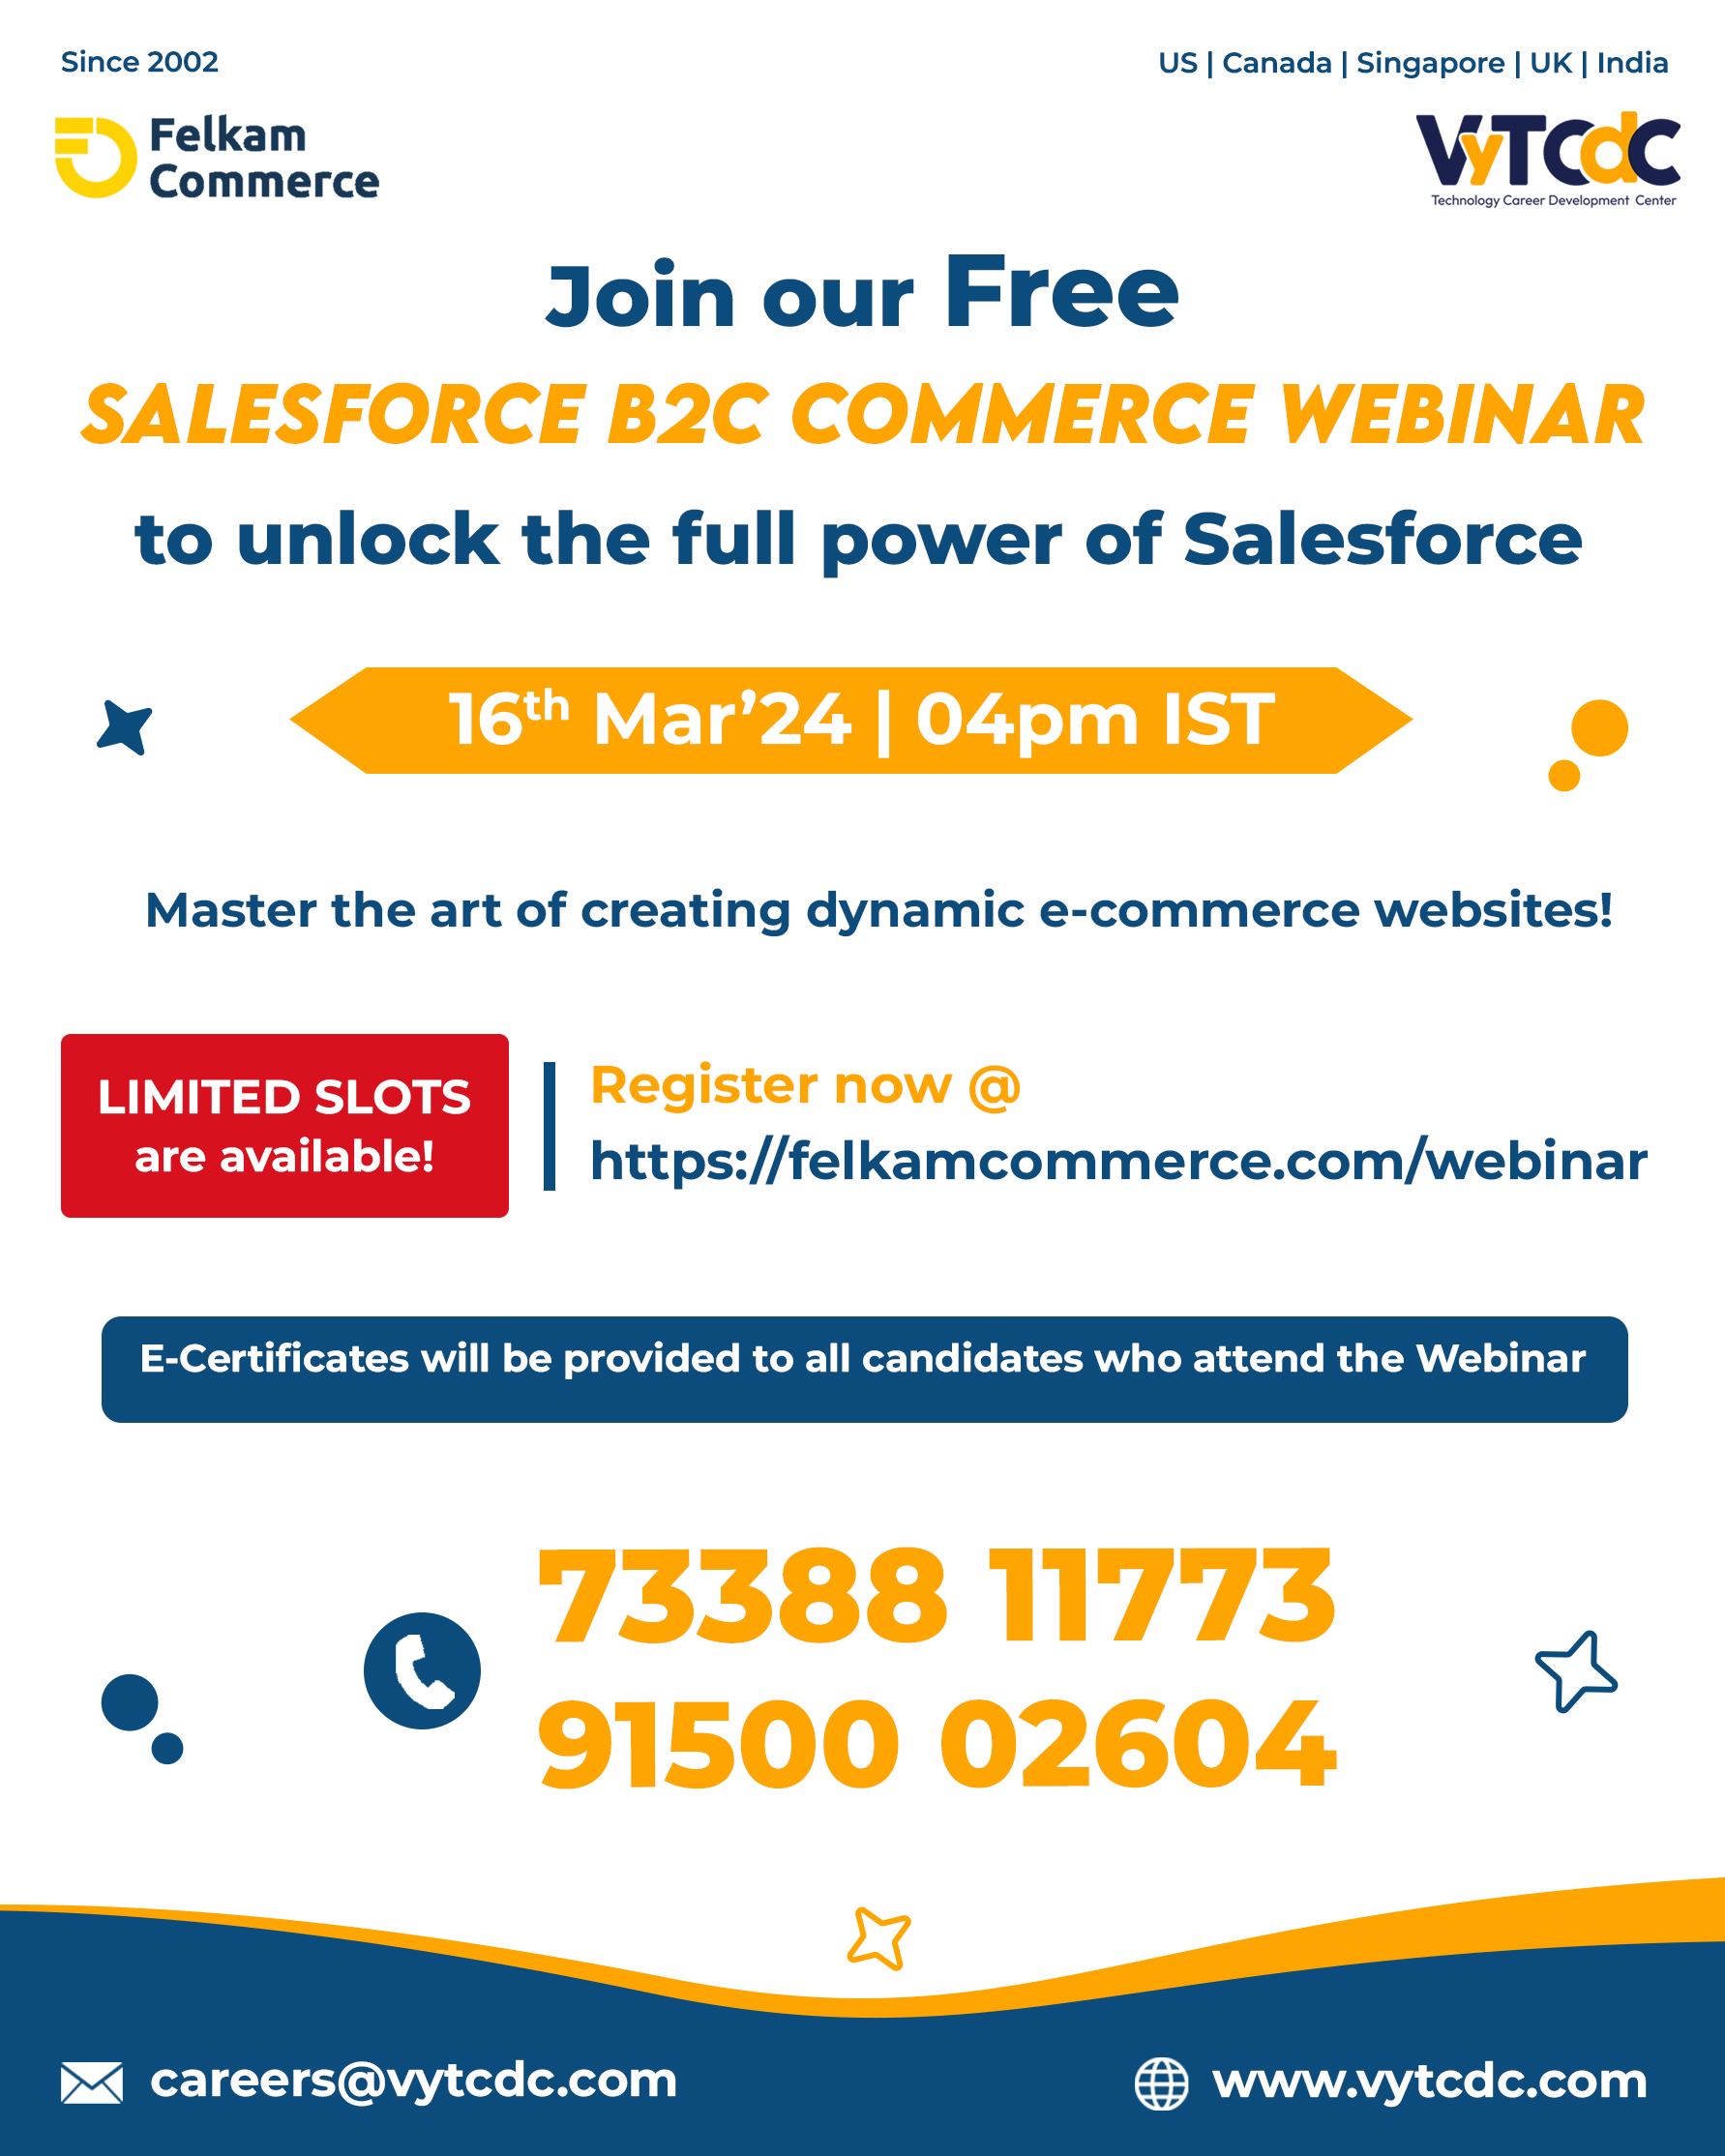 Since 2002
US | Canada | Singapore | UK | India
Felkam
Commerce
VyTCdC
Technology Career Development Center
Join our Free
SALESFORCE B2C COMMERCE WEBINAR
to unlock the full power of Salesforce
16th Mar’24 | 04pm IST
Master the art of creating dynamic e-commerce websites!
LIMITED SLOTS
are available!
Register now @
https://felkamcommerce.com/webinar
E-Certificates will be provided to all candidates who attend the Webinar
73388 11773
91500 02604
careers@vytcdc.com
www.vytcdc.com